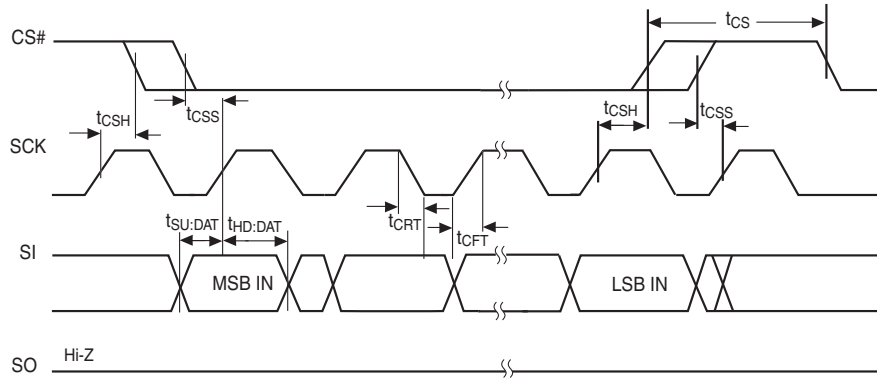 tCS
CS#
tCSH
tCSS
tCSH
tCSS
SCK
tSU:DAT
tHD:DAT
tCRT
tCFT
SI
MSB IN
LSB IN
SO
Hi-Z